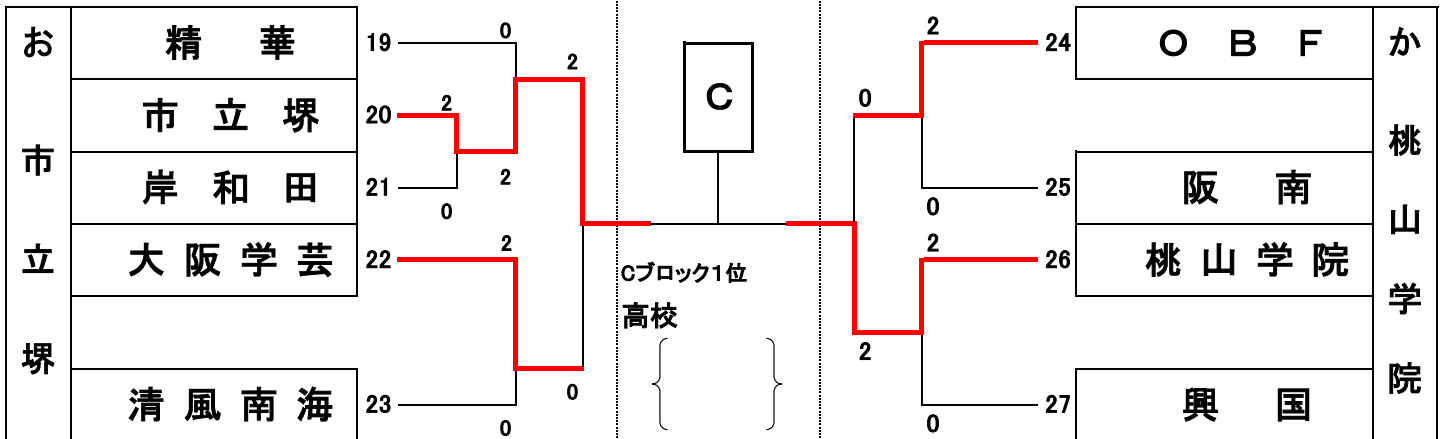 お市立堺
精華
19
0
市立堺
20
2
岸和田
21
0
2
2
大阪学芸
22
2
清風南海
23
0
0
C
Cブロック1位
高校
2
24
OBF
0
25
阪南
0
2
26
桃山学院
2
27
興国
0
か桃山学院